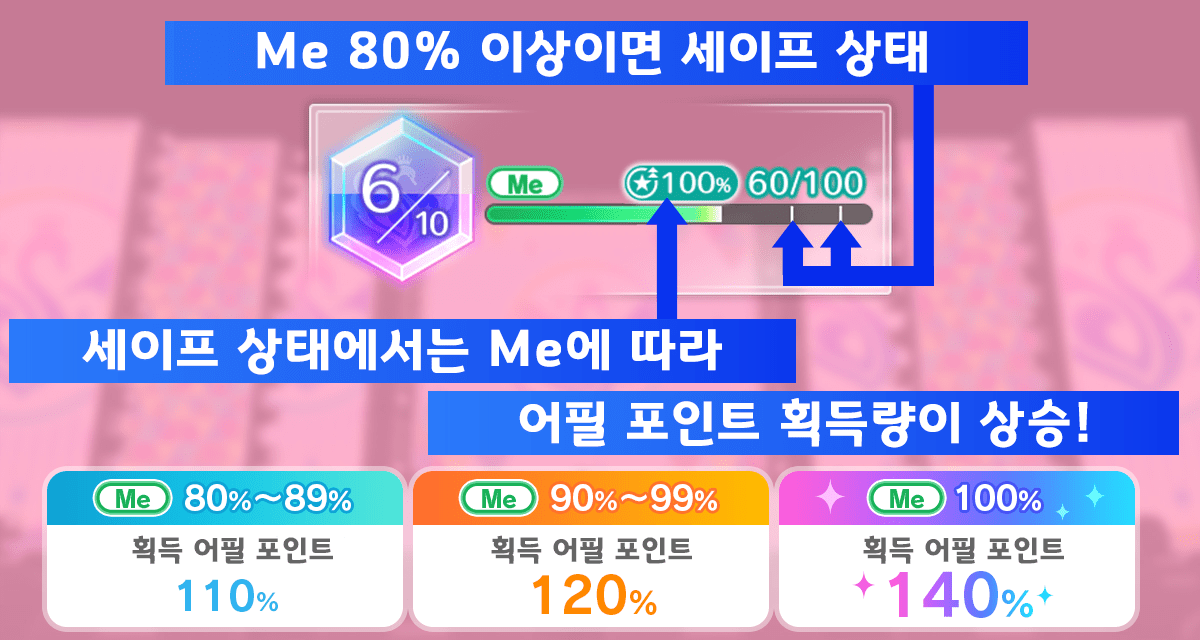 Me 80% 이상이면 세이프 상태
6/10
Me 100% 60/100
세이프 상태에서는 Me에 따라
어필 포인트 획득량이 상승!
Me 80%~89%
획득 어필 포인트
110%
Me 90%~99%
획득 어필 포인트
120%
Me 100%
획득 어필 포인트
140%